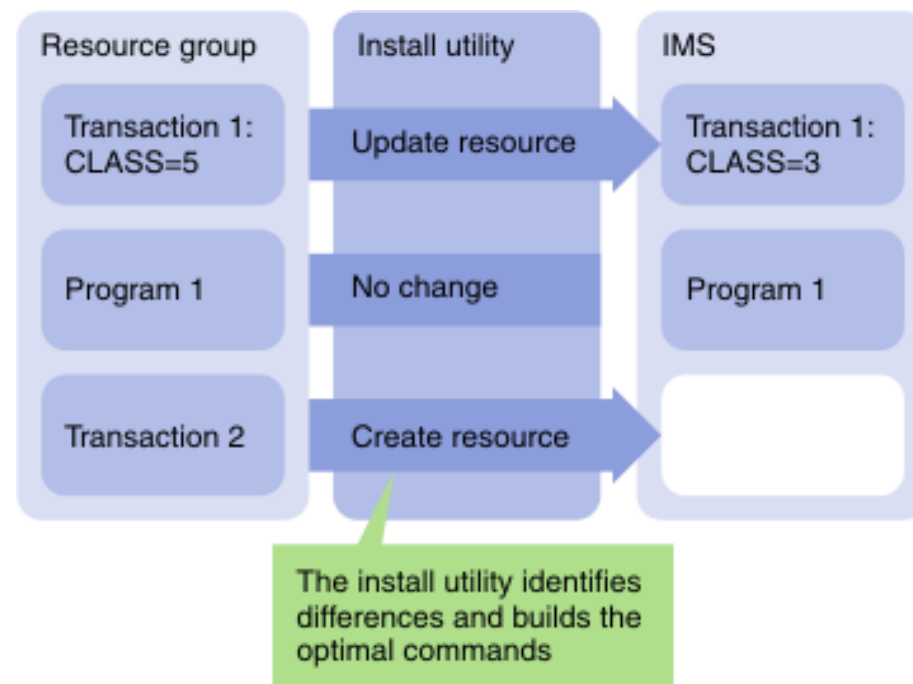 Resource group
Install utility
IMS
Transaction 1:
CLASS=5
Update resource
Transaction 1:
CLASS=3
Program 1
No change
Program 1
Transaction 2
Create resource
The install utility identifies
differences and builds the
optimal commands